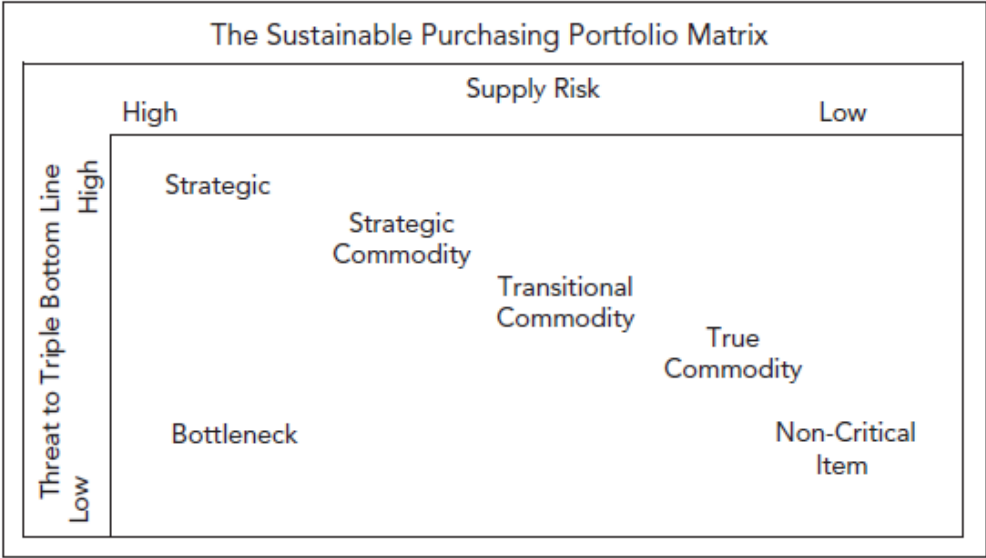 The Sustainable Purchasing Portfolio Matrix
Supply Risk
High
Low
Threat to Triple Bottom Line
High
Low
Strategic
Strategic
Commodity
Transitional
Commodity
True
Commodity
Bottleneck
Non-Critical
Item